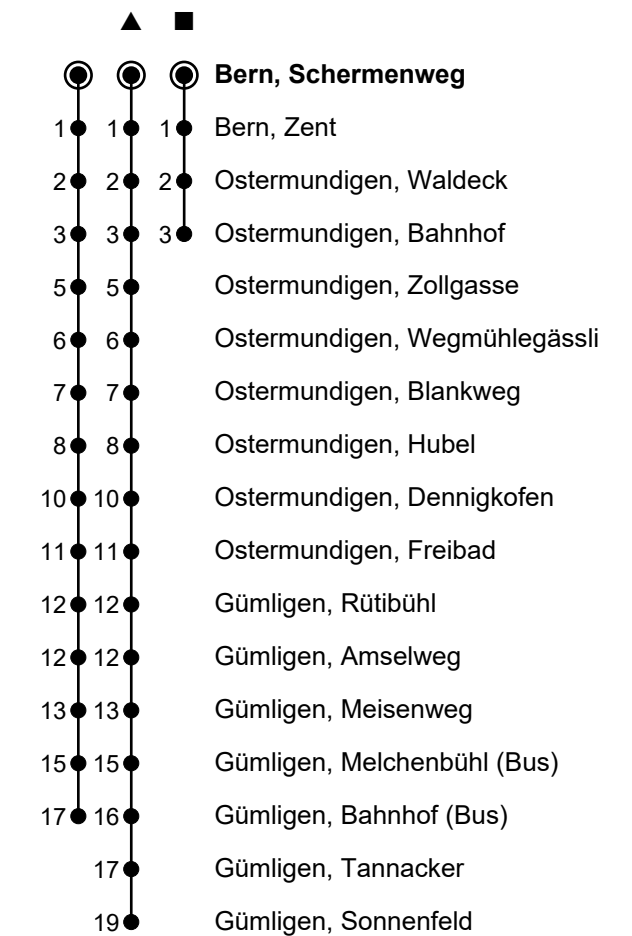 ▲ ■
Bern, Schermenweg
1 1 1 Bern, Zent
2 2 2 Ostermundigen, Waldeck
3 3 3 Ostermundigen, Bahnhof
5 5 Ostermundigen, Zollgasse
6 6 Ostermundigen, Wegmühlegässli
7 7 Ostermundigen, Blankweg
8 8 Ostermundigen, Hubel
10 10 Ostermundigen, Dennigkofen
11 11 Ostermundigen, Freibad
12 12 Gümligen, Rütibühl
12 12 Gümligen, Amselweg
13 13 Gümligen, Meisenweg
15 15 Gümligen, Melchenbühl (Bus)
17 16 Gümligen, Bahnhof (Bus)
17 Gümligen, Tannacker
19 Gümligen, Sonnenfeld